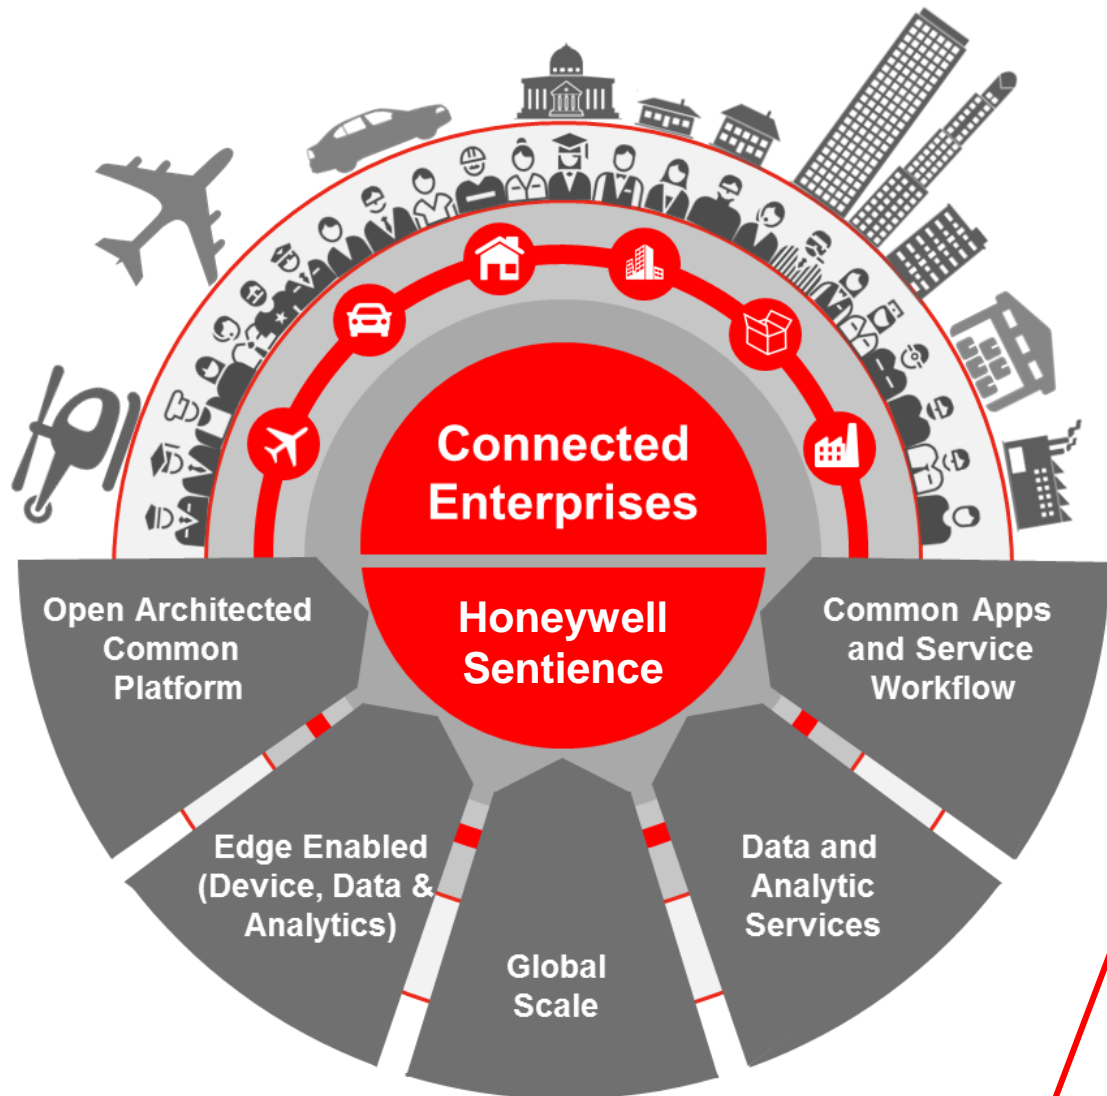 Connected
Enterprises
Honeywell
Sentience
Open Architected
Common
Platform
Edge Enabled
(Device, Data &
Analytics)
Global
Scale
Data and
Analytic
Services
Common Apps
and Service
Workflow